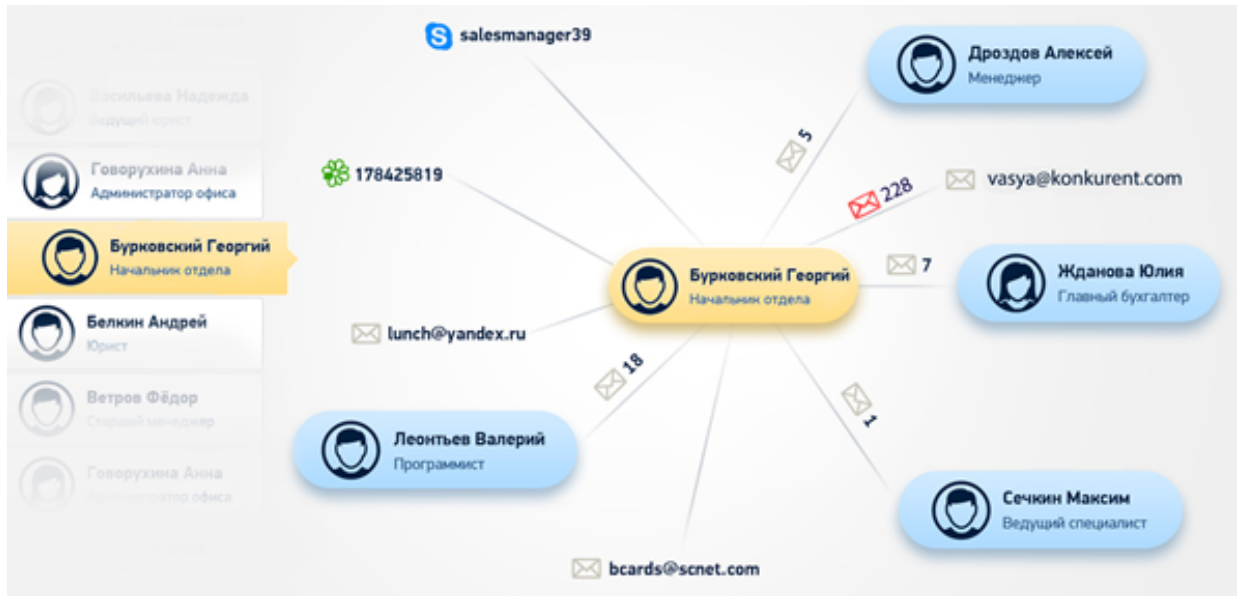 Васильева Надежда
Ведущий юрист
Говорухина Анна
Администратор офиса
Бурковский Георгий
Начальник отдела
Белкин Андрей
Юрист
Ветров Фёдор
Старший менеджер
Говорухина Анна
Администратор офиса
salesmanager39
Дроздов Алексей
Менеджер
5
178425819
228
vasya@konkurent.com
Бурковский Георгий
Начальник отдела
7
Жданова Юлия
Главный бухгалтер
lunch@yandex.ru
18
1
Леонтьев Валерий
Программист
Сечкин Максим
Ведущий специалист
bcards@scnet.com